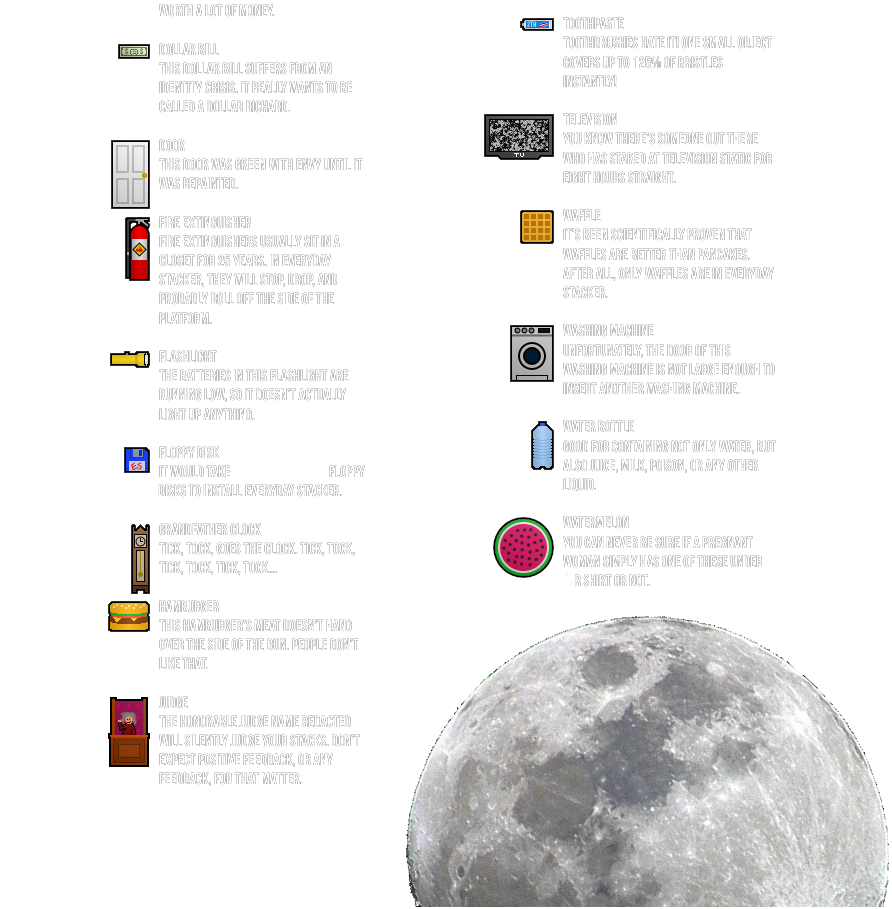 WORTH A LOT OF MONEY.
DOLLAR BILL
THIS DOLLAR BILL SUFFERS FROM AN
IDENTITY CRISIS. IT REALLY WANTS TO BE
CALLED A DOLLAR RICHARD.
DOOR
THIS DOOR WAS GREEN WITH ENVY UNTIL IT
WAS REPAINTED.
FIRE EXTINGUISHER
FIRE EXTINGUISHERS USUALLY SIT IN A
CLOSET FOR 25 YEARS. IN EVERYDAY
STACKER, THEY WILL STOP, DROP, AND
PROBABLY ROLL OFF THE SIDE OF THE
PLATFORM.
FLASHLIGHT
THE BATTERIES IN THIS FLASHLIGHT ARE
RUNNING LOW, SO IT DOESN'T ACTUALLY
LIGHT UP ANYTHING.
FLOPPY DISK
ES
IT WOULD TAKE FLOPPY
DISKS TO INSTALL EVERYDAY STACKER.
GRANDFATHER CLOCK
TICK, TOCK, GOES THE CLOCK. TICK, TOCK,
TICK, TOCK, TICK, TOCK...
HAMBURGER
THIS HAMBURGER'S MEAT DOESN'T HANG
OVER THE SIDE OF THE BUN. PEOPLE DON'T
LIKE THAT.
JUDGE
THE HONORABLE JUDGE NAME REDACTED
WILL SILENTLY JUDGE YOUR STACKS. DON'T
EXPECT POSITIVE FEEDBACK, OR ANY
FEEDBACK, FOR THAT MATTER.
TOOTHPASTE
TOOTHBRUSHES HATE IT! ONE SMALL OBJECT
COVERS UP TO 125% OF BRISTLES
INSTANTLY!
TELEVISION
YOU KNOW THERE'S SOMEONE OUT THERE
WHO HAS STARED AT TELEVISION STATIC FOR
EIGHT HOURS STRAIGHT.
TV
WAFFLE
IT'S BEEN SCIENTIFICALLY PROVEN THAT
WAFFLES ARE BETTER THAN PANCAKES.
AFTER ALL, ONLY WAFFLES ARE IN EVERYDAY
STACKER.
WASHING MACHINE
UNFORTUNATELY, THE DOOR OF THIS
WASHING MACHINE IS NOT LARGE ENOUGH TO
INSERT ANOTHER WASHING MACHINE.
WATER BOTTLE
GOOD FOR CONTAINING NOT ONLY WATER, BUT
ALSO JUICE, MILK, POISON, OR ANY OTHER
LIQUID.
WATERMELON
YOU CAN NEVER BE SURE IF A PREGNANT
WOMAN SIMPLY HAS ONE OF THESE UNDER
R SHIRT OR NOT.